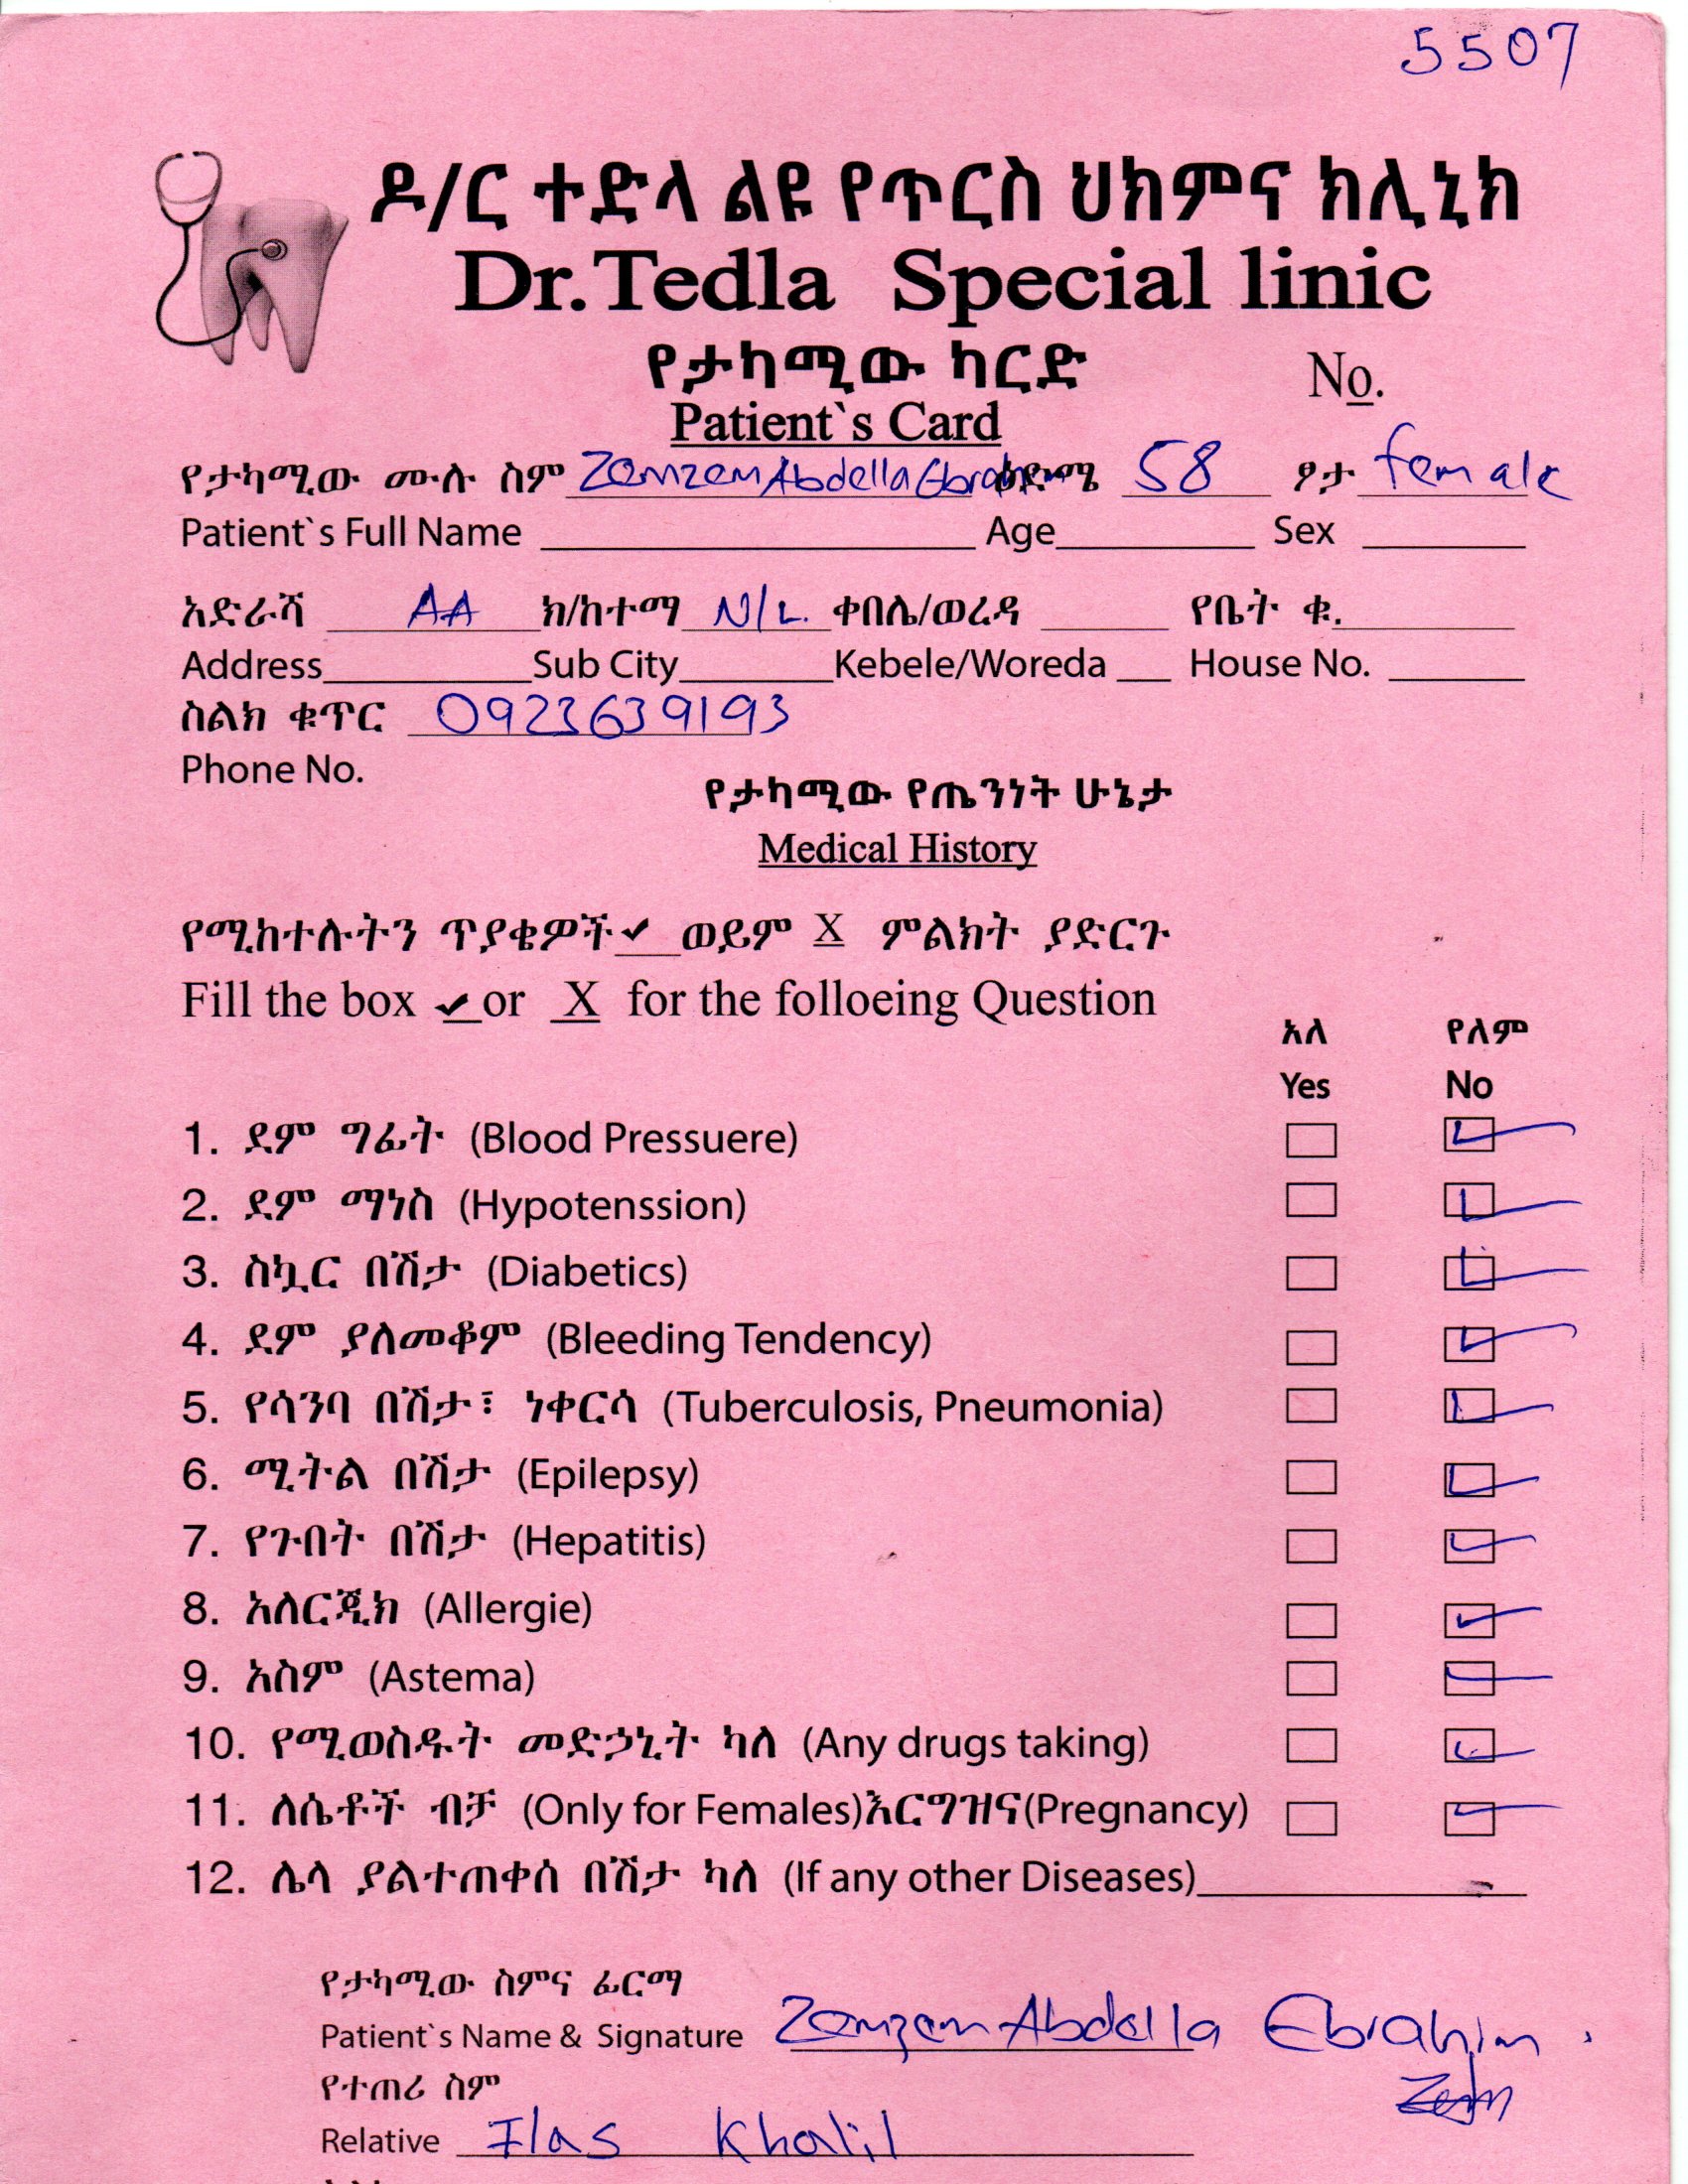 5507
ዶ/ር ተድላ ልዩ የጥርስ ህክምና ክሊኒክ
Dr.Tedla Special linic
የታካሚው ካርድ
No.
Patient`s Card
የታካሚው ሙሉ ስም Zemzem Abdella Ebrahim ዕድሜ 58 ፆታ female
Patient`s Full Name Age Sex
አድራሻ AA ክ/ከተማ N/L ቀበሌ/ወረዳ የቤት ቁ.
Address Sub City Kebele/Woreda House No.
ስልክ ቁጥር 0923639193
Phone No.
የታካሚው የጤንነት ሁኔታ
Medical History
የሚከተሉትን ጥያቄዎች ✓ ወይም X ምልክት ያድርጉ
Fill the box ✓ or X for the folloeing Question
አለ የለም
Yes No
1. ደም ግፊት (Blood Pressuere) ☐ ✓
2. ደም ማነስ (Hypotenssion) ☐ ✓
3. ስኳር በሽታ (Diabetics) ☐ ✓
4. ደም ያለመቆም (Bleeding Tendency) ☐ ✓
5. የሳንባ በሽታ፣ ነቀርሳ (Tuberculosis, Pneumonia) ☐ ✓
6. ሚትል በሽታ (Epilepsy) ☐ ✓
7. የጉበት በሽታ (Hepatitis) ☐ ✓
8. አለርጂክ (Allergie) ☐ ✓
9. አስም (Astema) ☐ ✓
10. የሚወስዱት መድኃኒት ካለ (Any drugs taking) ☐ ✓
11. ለሴቶች ብቻ (Only for Females)እርግዝና(Pregnancy) ☐ ✓
12. ሌላ ያልተጠቀሰ በሽታ ካለ (If any other Diseases)
የታካሚው ስምና ፊርማ
Patient`s Name & Signature Zemzem Abdella Ebrahim
የተጠሪ ስም
Relative Ilas Khalil